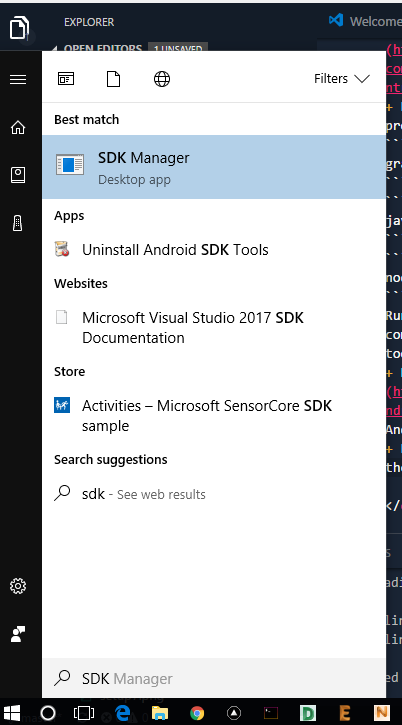 EXPLORER
Welcome
OPEN EDITORS 1 UNSAVED
Filters
Best match
SDK Manager
Desktop app
Apps
Uninstall Android SDK Tools
Websites
Microsoft Visual Studio 2017 SDK
Documentation
Store
Activities – Microsoft SensorCore SDK
sample
Search suggestions
sdk - See web results
SDK Manager